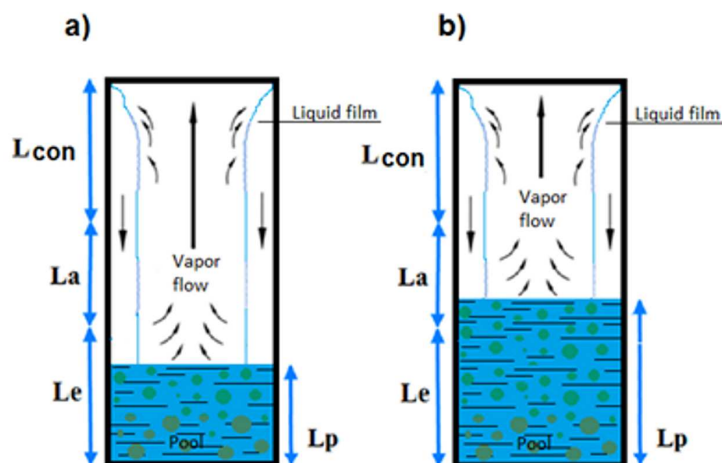 a)
Liquid film
Lcon
Vapor
flow
La
Le
Pool
Lp
b)
Liquid film
Lcon
Vapor
flow
La
Le
Pool
Lp